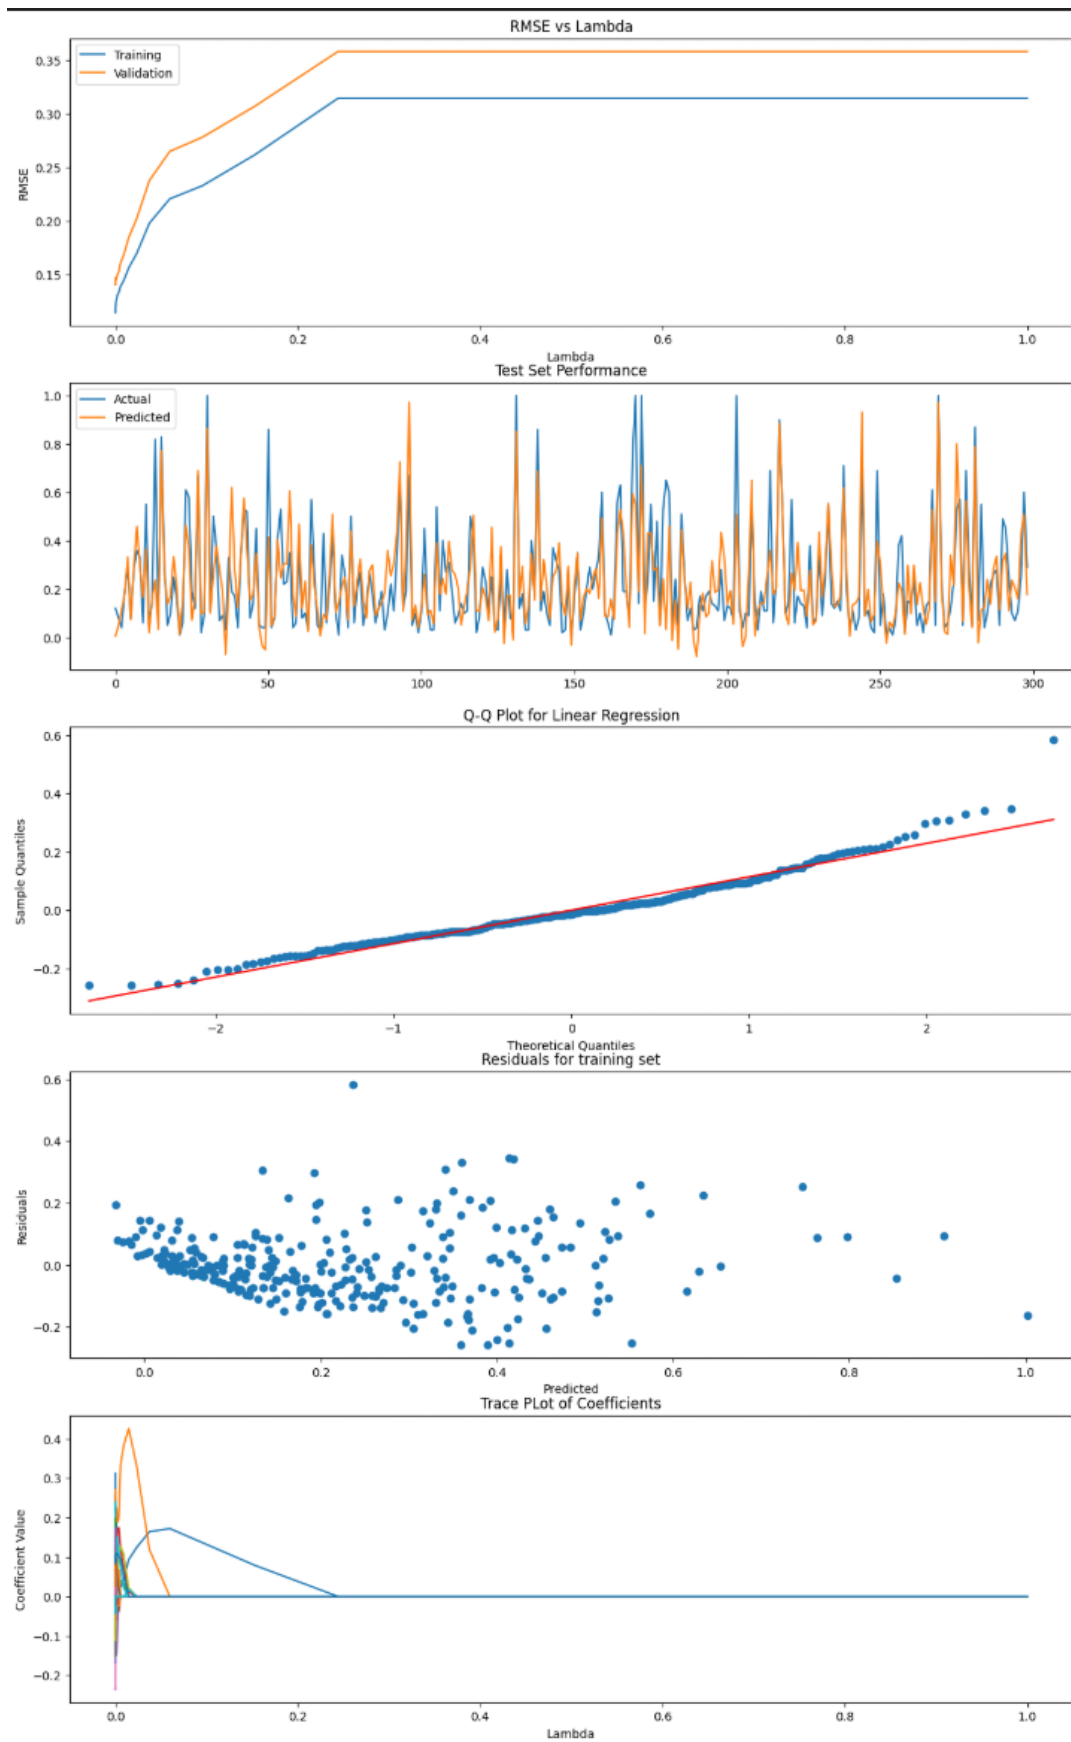 RMSE vs Lambda
Training
Validation
RMSE
0.35
0.30
0.25
0.20
0.15
0.0 0.2 0.4 0.6 0.8 1.0
Lambda
Test Set Performance
Actual
Predicted
1.0
0.8
0.6
0.4
0.2
0.0
0 50 100 150 200 250 300
Q-Q Plot for Linear Regression
Sample Quantiles
0.6
0.4
0.2
0.0
−0.2
−2 −1 0 1 2
Theoretical Quantiles
Residuals for training set
Residuals
0.6
0.4
0.2
0.0
−0.2
0.0 0.2 0.4 0.6 0.8 1.0
Predicted
Trace PLot of Coefficients
Coefficient Value
0.4
0.3
0.2
0.1
0.0
−0.1
−0.2
0.0 0.2 0.4 0.6 0.8 1.0
Lambda